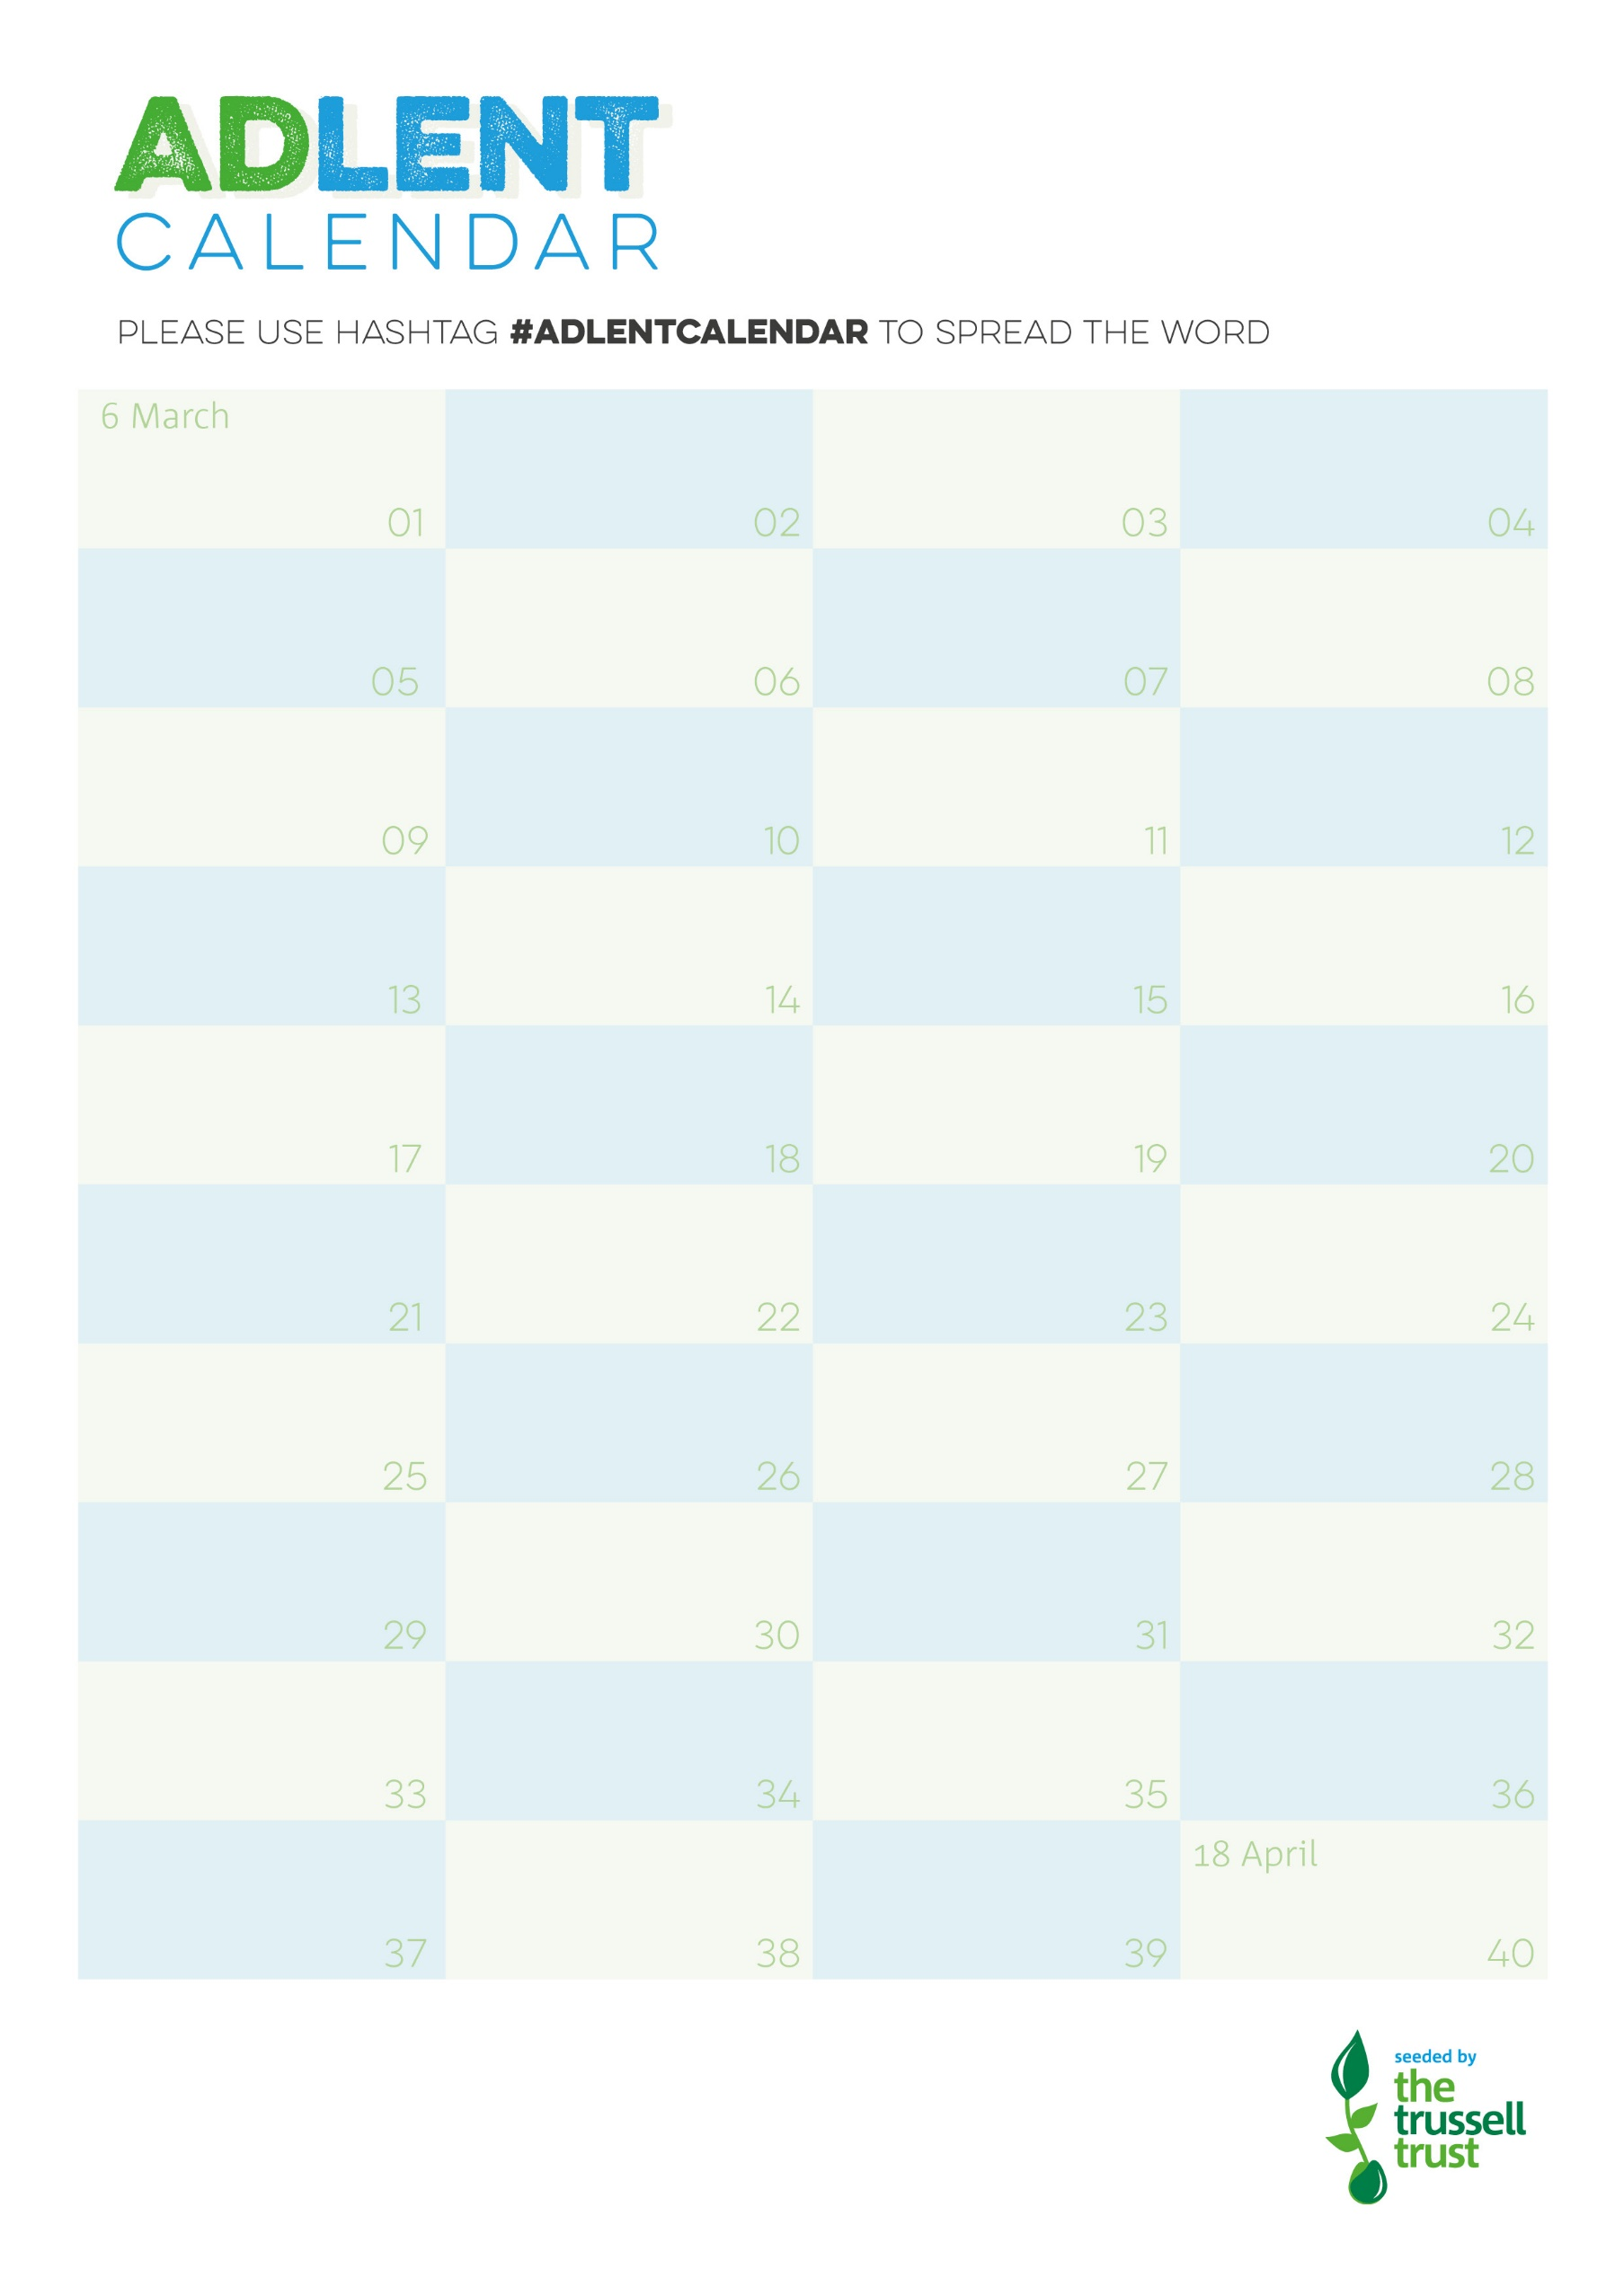 ADLENT
CALENDAR
PLEASE USE HASHTAG #ADLENTCALENDAR TO SPREAD THE WORD
6 March
01 02 03 04
05 06 07 08
09 10 11 12
13 14 15 16
17 18 19 20
21 22 23 24
25 26 27 28
29 30 31 32
33 34 35 36
18 April
37 38 39 40
seeded by
the
trussell
trust